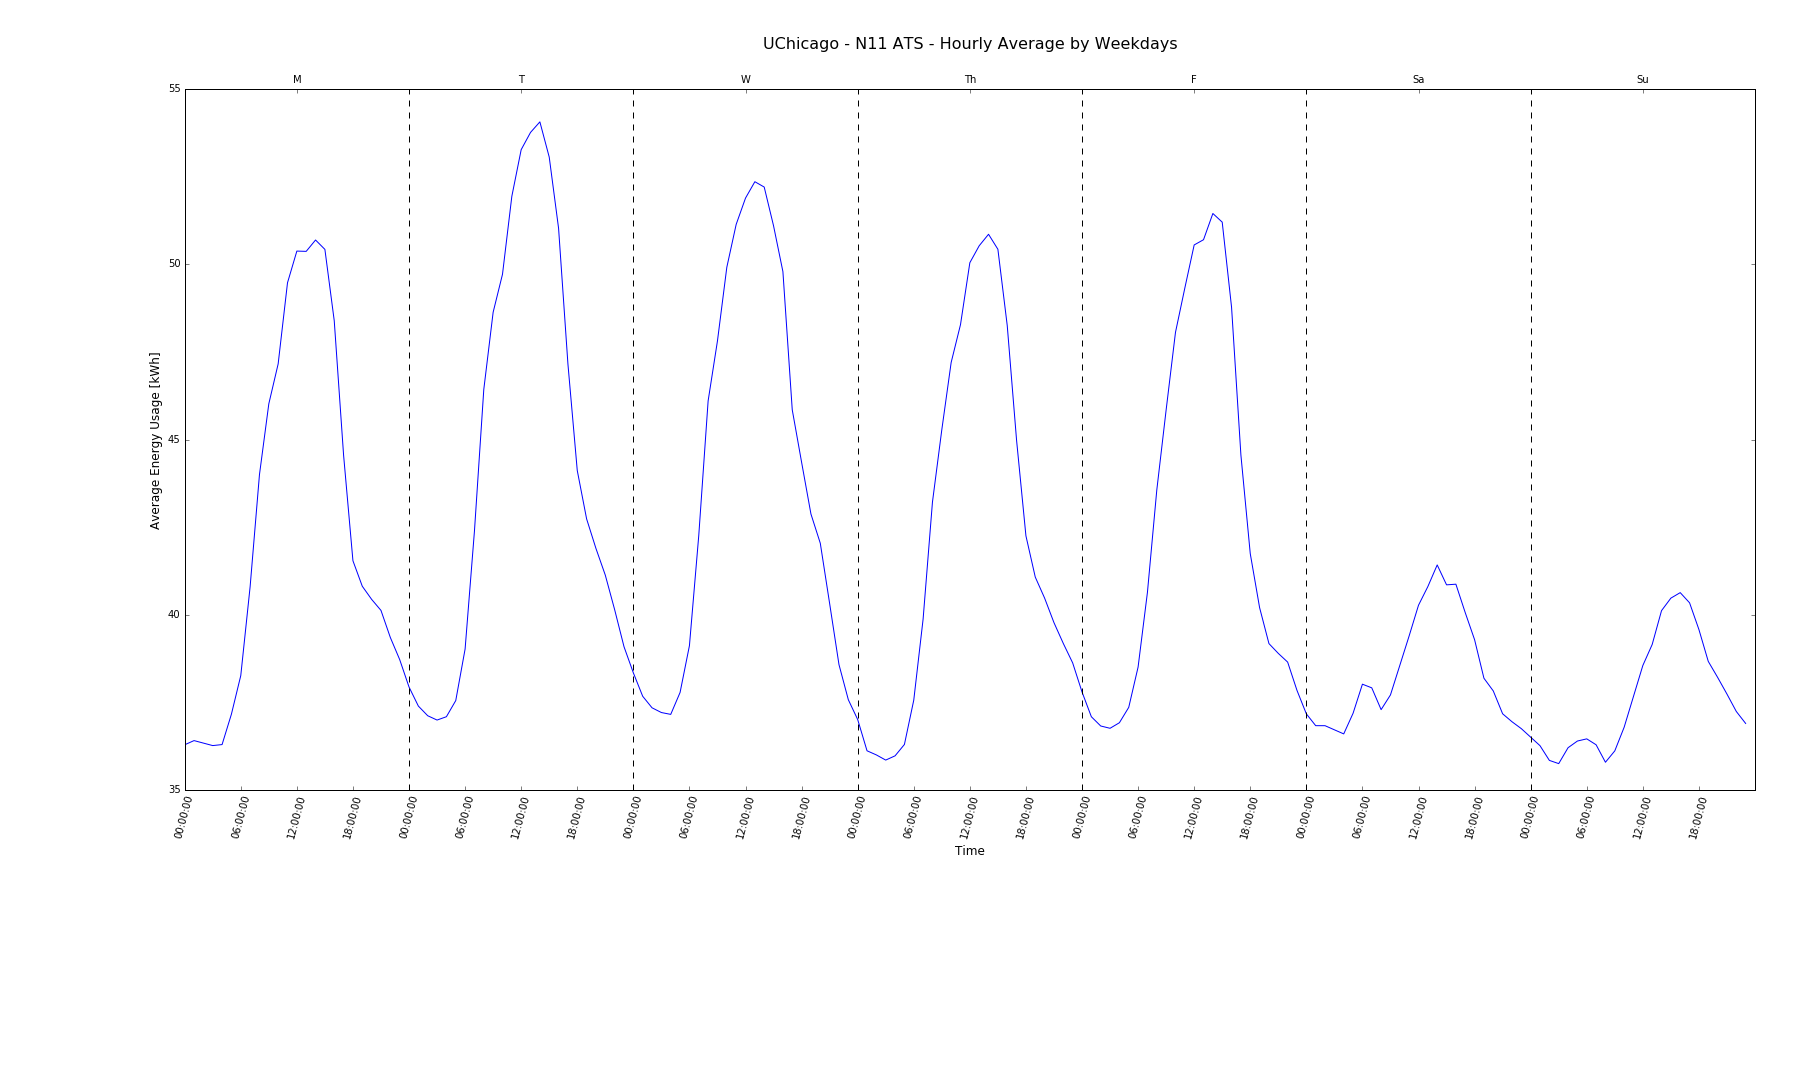 UChicago - N11 ATS - Hourly Average by Weekdays
M T W Th F Sa Su
55
50
45
40
35
Average Energy Usage [kWh]
00:00:00 06:00:00 12:00:00 18:00:00 00:00:00 06:00:00 12:00:00 18:00:00 00:00:00 06:00:00 12:00:00 18:00:00 00:00:00 06:00:00 12:00:00 18:00:00 00:00:00 06:00:00 12:00:00 18:00:00 00:00:00 06:00:00 12:00:00 18:00:00 00:00:00 06:00:00 12:00:00 18:00:00
Time